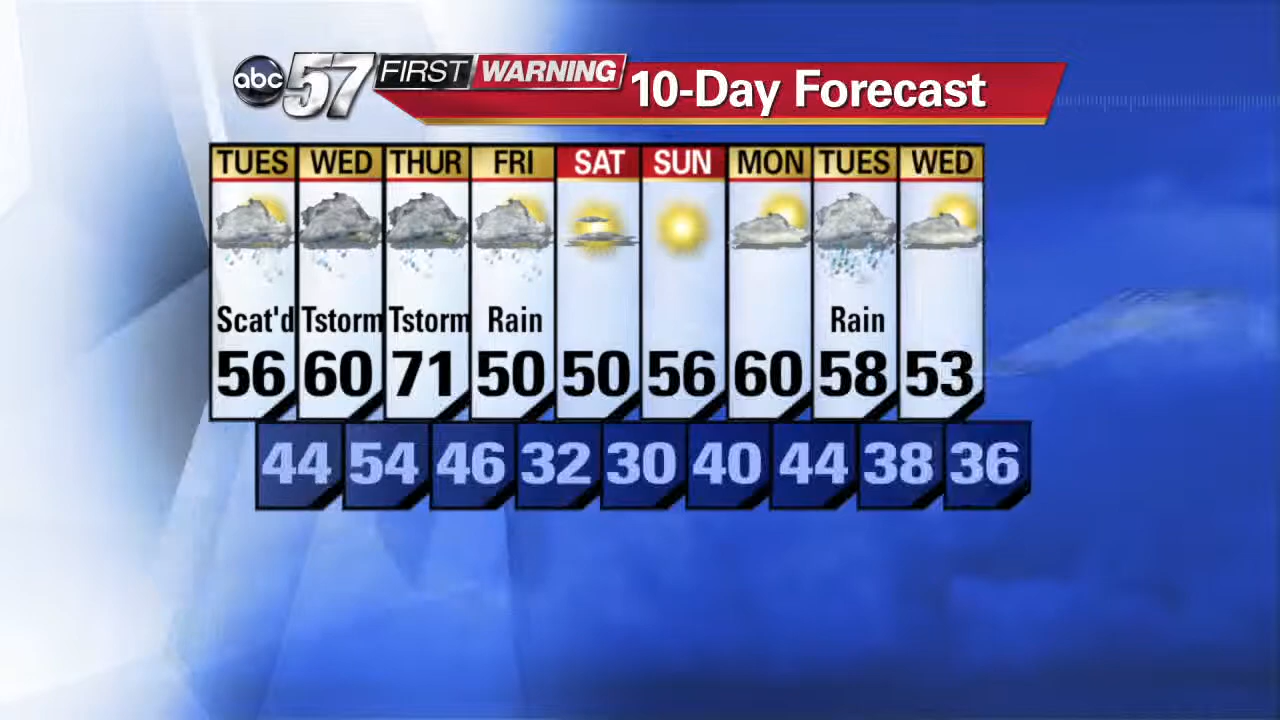 abc 57 FIRST WARNING 10-Day Forecast
TUES WED THUR FRI SAT SUN MON TUES WED
Scat'd Tstorm Tstorm Rain Rain
56 60 71 50 50 56 60 58 53
44 54 46 32 30 40 44 38 36